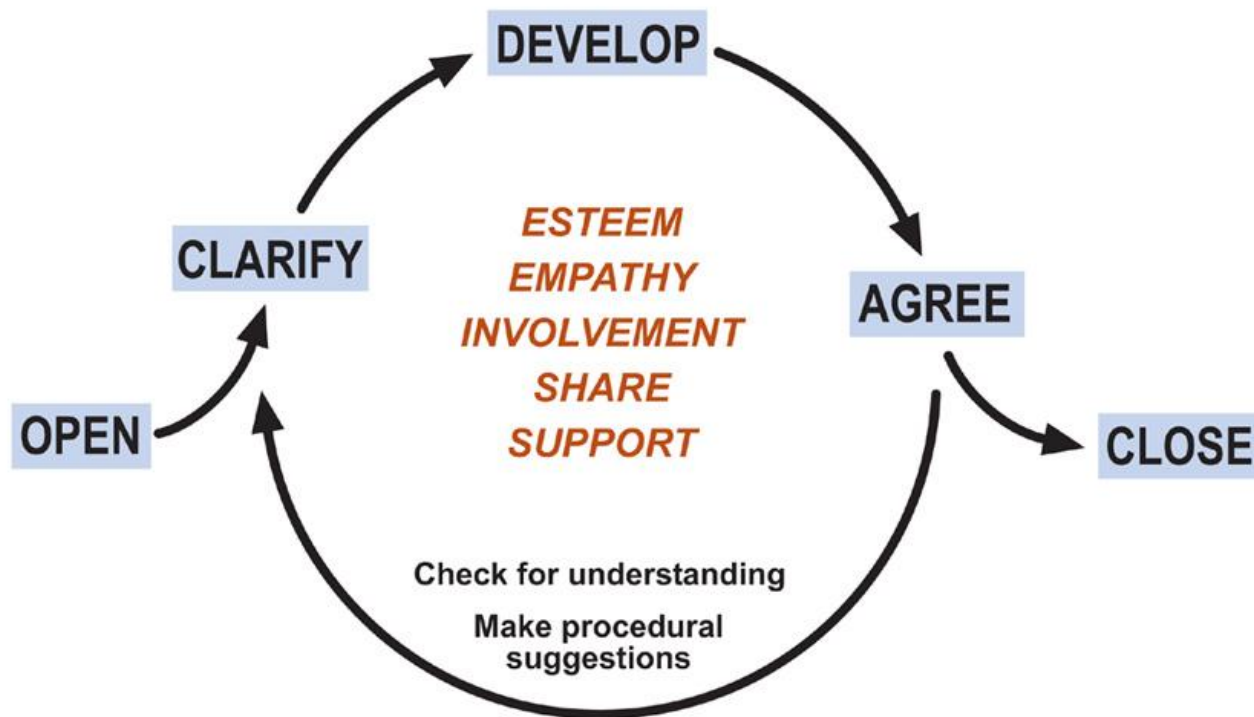 DEVELOP
CLARIFY
ESTEEM
EMPATHY
INVOLVEMENT
SHARE
SUPPORT
AGREE
OPEN
CLOSE
Check for understanding
Make procedural
suggestions